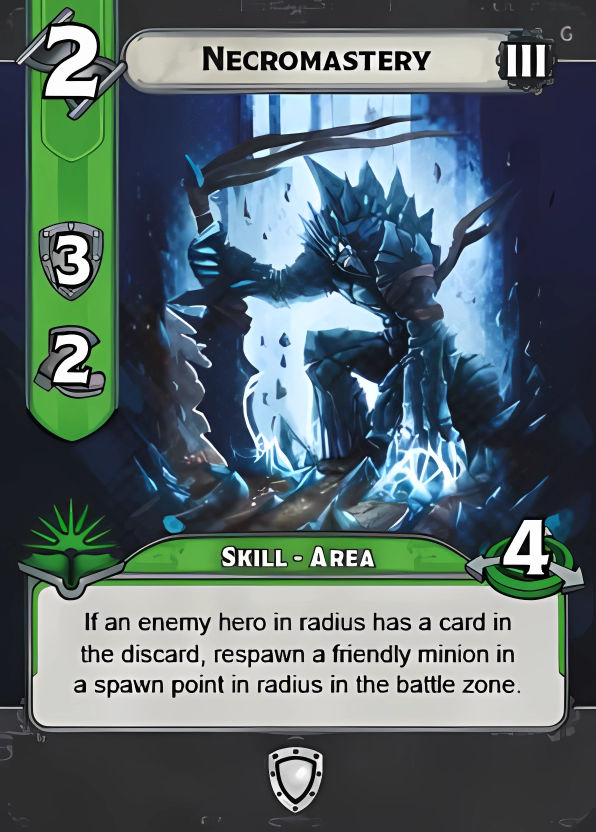 2
NECROMASTERY
III
G
3
2
SKILL - AREA
4
If an enemy hero in radius has a card in
the discard, respawn a friendly minion in
a spawn point in radius in the battle zone.